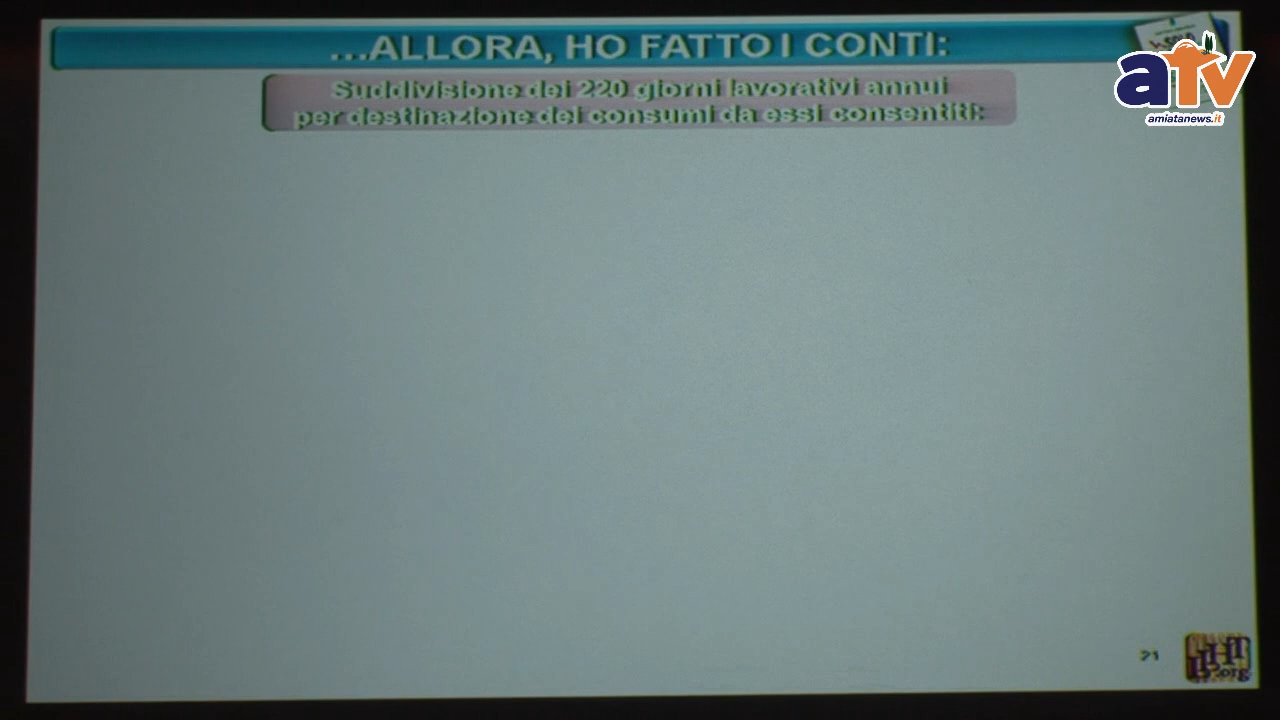 ...ALLORA, HO FATTO I CONTI:
Suddivisione dei 220 giorni lavorativi annui
per destinazione dei consumi da essi consentiti:
aTv
amiatanews.it
21